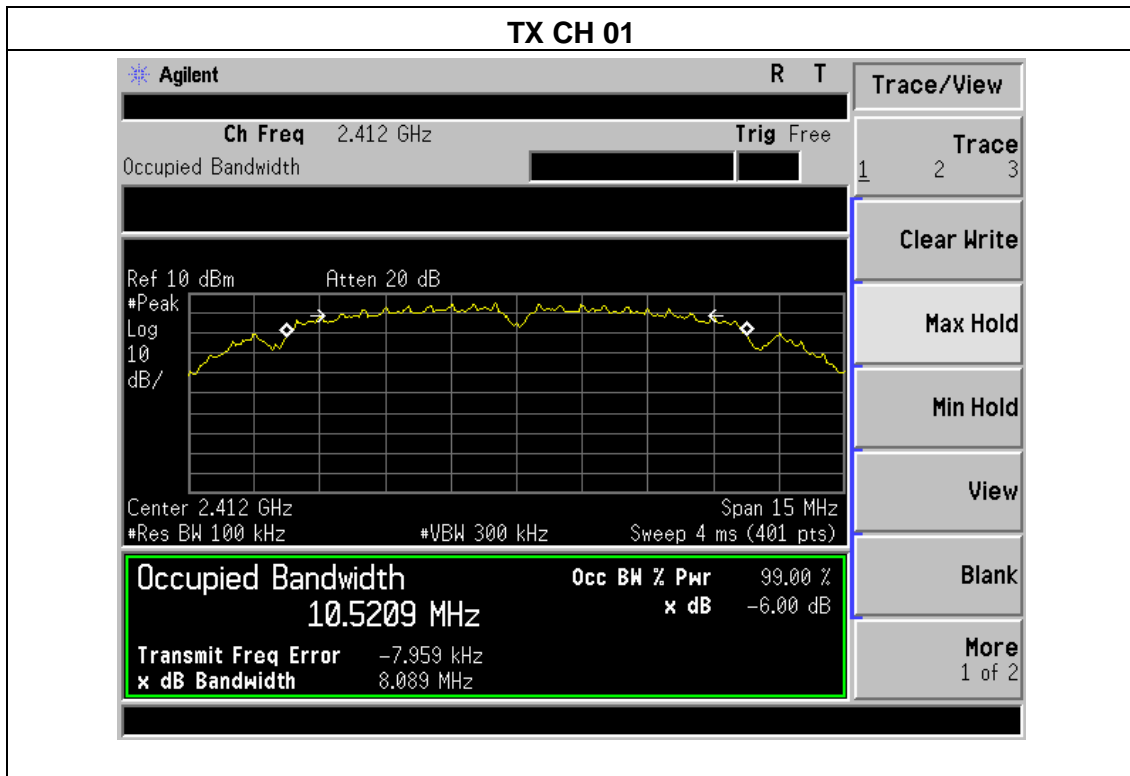 TX CH 01
Agilent R T
Trace/View
Ch Freq 2.412 GHz Trig Free
Occupied Bandwidth
Trace
1 2 3
Clear Write
Max Hold
Min Hold
View
Blank
More
1 of 2
Ref 10 dBm Atten 20 dB
#Peak
Log
10
dB/
Center 2.412 GHz Span 15 MHz
#Res BW 100 kHz #VBW 300 kHz Sweep 4 ms (401 pts)
Occupied Bandwidth Occ BW % Pwr 99.00 %
10.5209 MHz x dB -6.00 dB
Transmit Freq Error -7.959 kHz
x dB Bandwidth 8.089 MHz